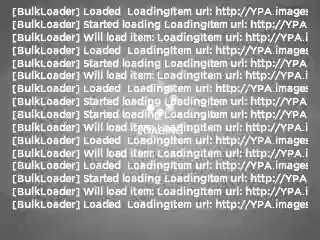 [BulkLoader] Loaded LoadingItem url: http://YPA.images
[BulkLoader] Started loading LoadingItem url: http://YPA
[BulkLoader] Will load item: LoadingItem url: http://YPA.i
[BulkLoader] Loaded LoadingItem url: http://YPA.images
[BulkLoader] Started loading LoadingItem url: http://YPA
[BulkLoader] Will load item: LoadingItem url: http://YPA.i
[BulkLoader] Loaded LoadingItem url: http://YPA.images
[BulkLoader] Started loading LoadingItem url: http://YPA
[BulkLoader] Started loading LoadingItem url: http://YPA
[BulkLoader] Will load item: LoadingItem url: http://YPA.i
LOADING
[BulkLoader] Loaded LoadingItem url: http://YPA.images
[BulkLoader] Will load item: LoadingItem url: http://YPA.i
[BulkLoader] Loaded LoadingItem url: http://YPA.images
[BulkLoader] Started loading LoadingItem url: http://YPA
[BulkLoader] Will load item: LoadingItem url: http://YPA.i
[BulkLoader] Loaded LoadingItem url: http://YPA.images